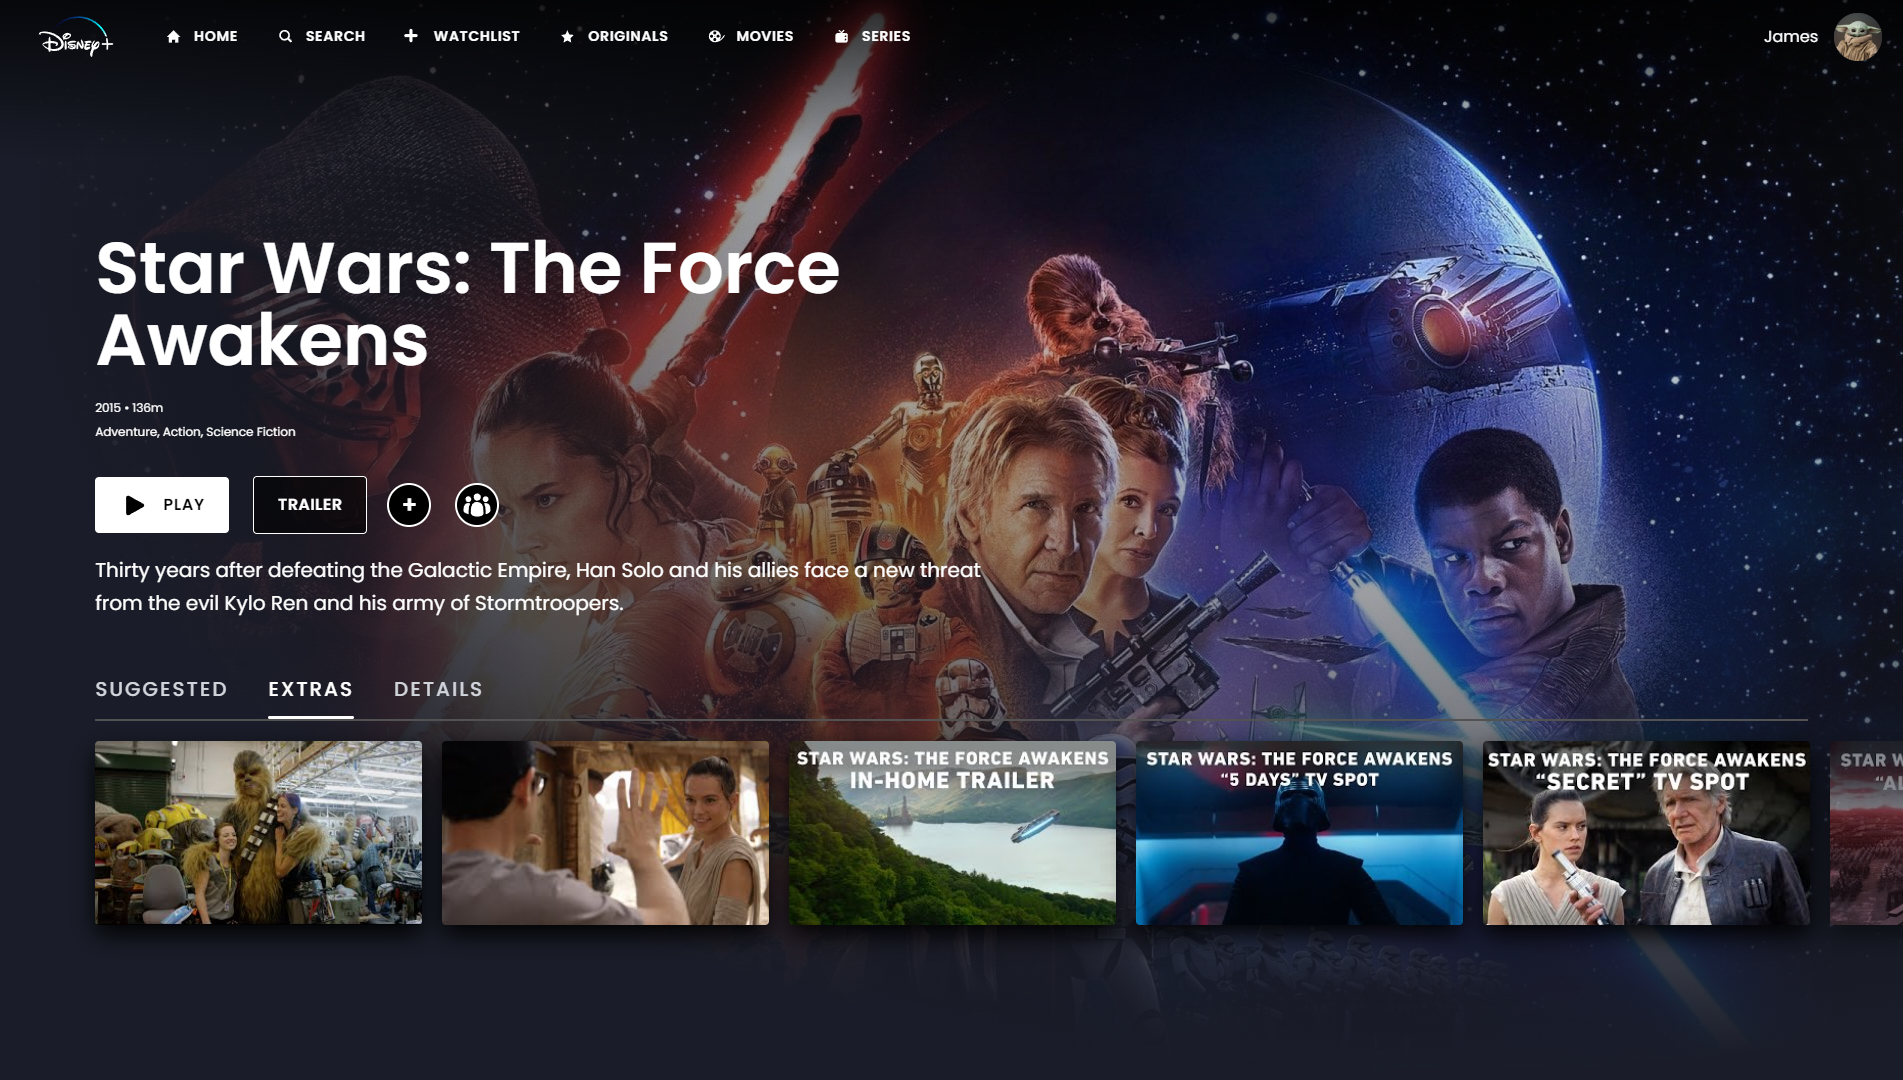 Disney+
HOME
SEARCH
WATCHLIST
ORIGINALS
MOVIES
SERIES
James
Star Wars: The Force
Awakens
2015 • 136m
Adventure, Action, Science Fiction
PLAY
TRAILER
Thirty years after defeating the Galactic Empire, Han Solo and his allies face a new threat
from the evil Kylo Ren and his army of Stormtroopers.
SUGGESTED
EXTRAS
DETAILS
STAR WARS: THE FORCE AWAKENS
IN-HOME TRAILER
STAR WARS: THE FORCE AWAKENS
“5 DAYS” TV SPOT
STAR WARS: THE FORCE AWAKENS
“SECRET” TV SPOT
STAR